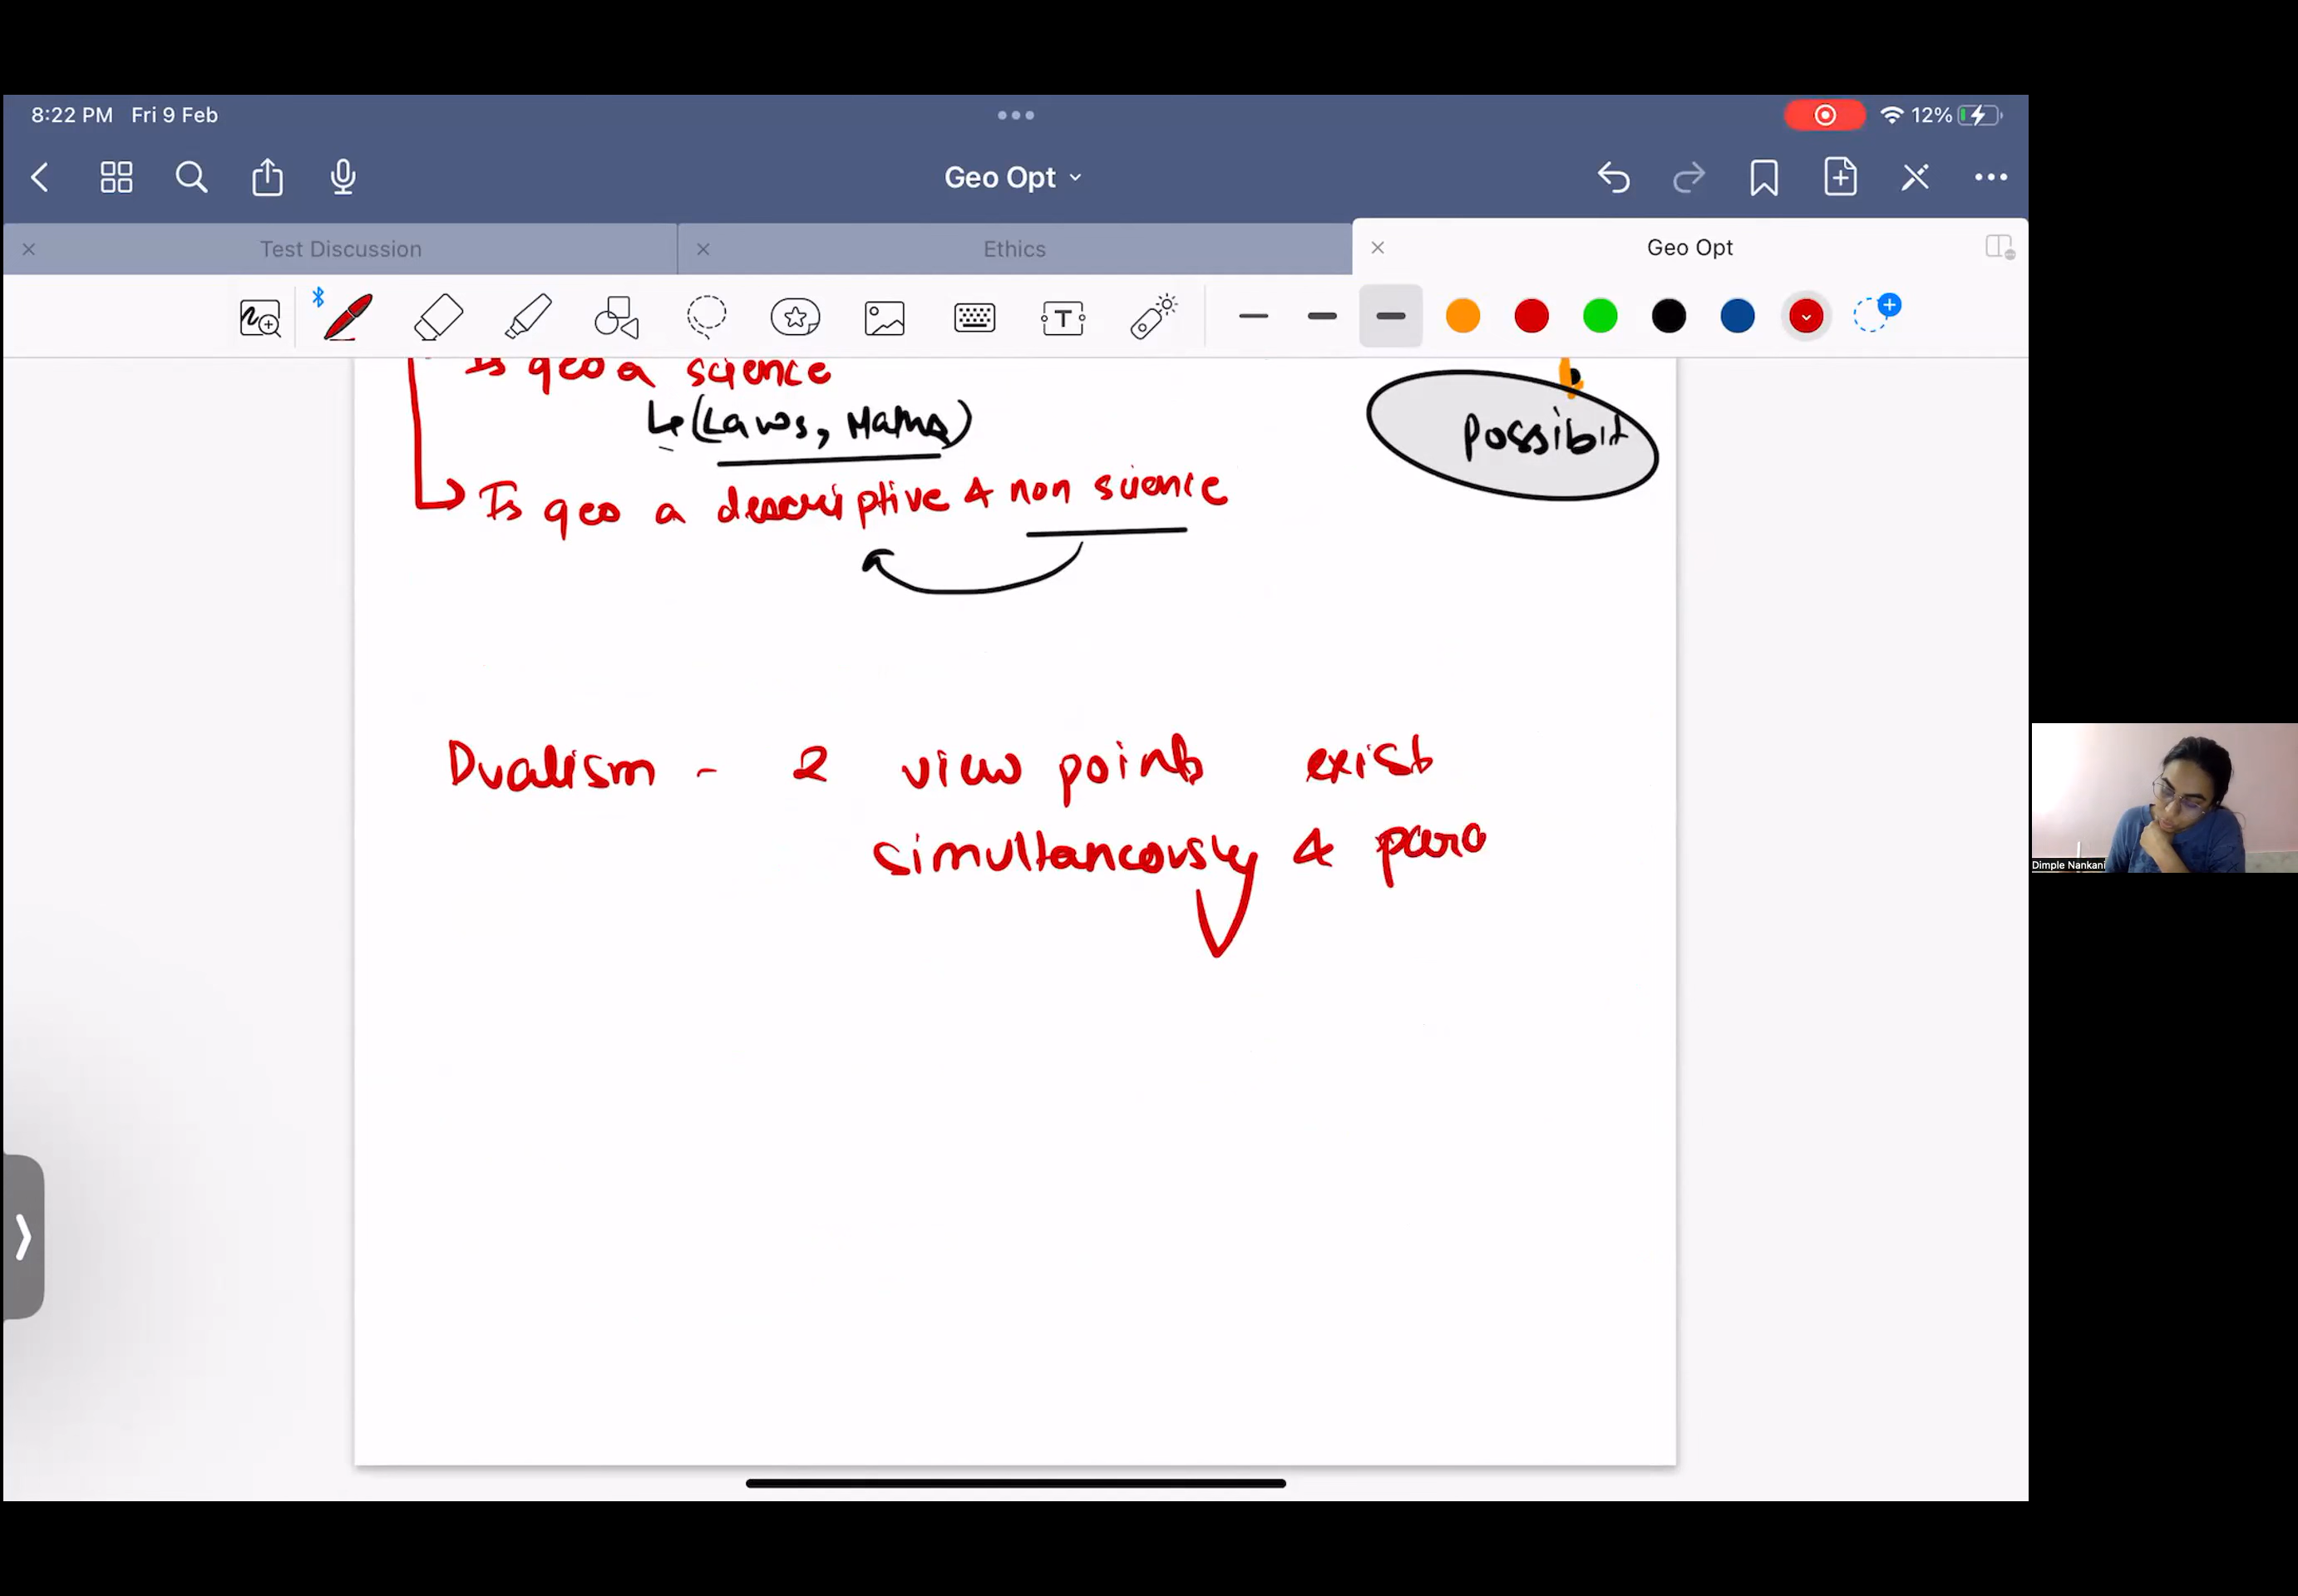 8:22 PM Fri 9 Feb
12%
Geo Opt
Test Discussion
Ethics
Geo Opt
T
Is geo a science
(Laws, Maths)
Possibil
Is geo a descriptive & non science
Dualism - 2 view points exist
simultaneously & para
Dimple Nankani